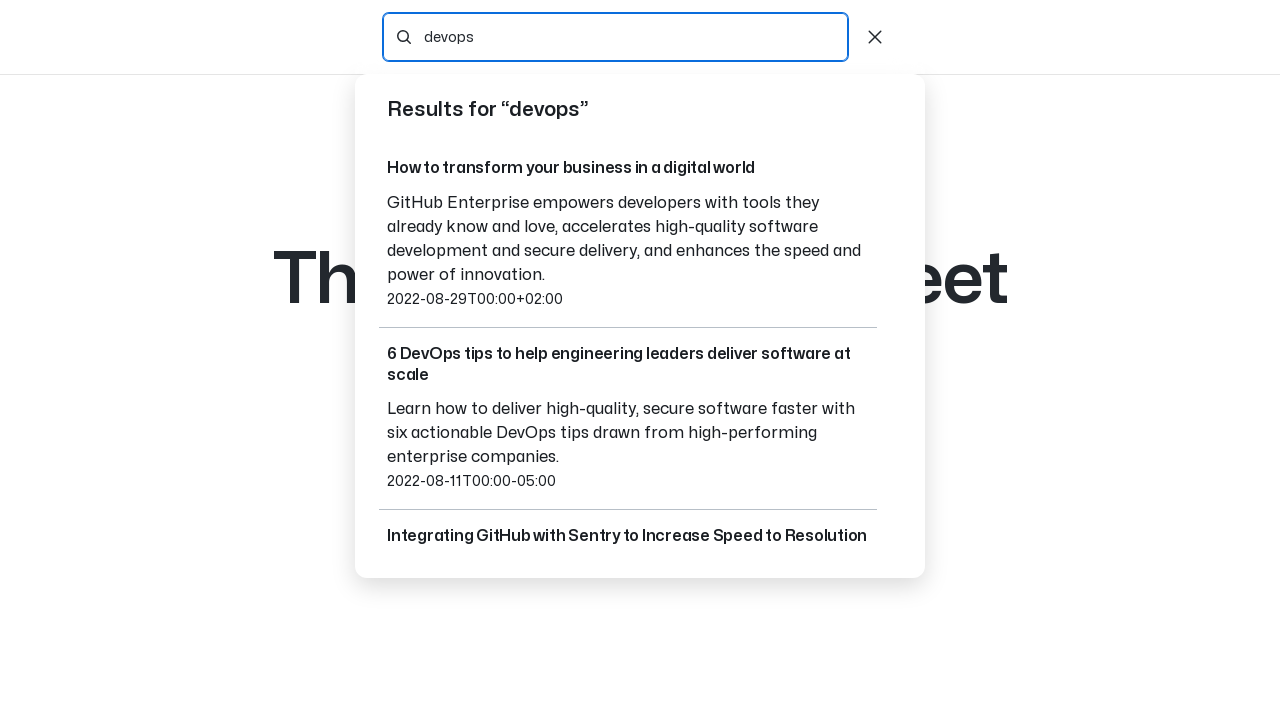 devops
Results for “devops”
How to transform your business in a digital world
GitHub Enterprise empowers developers with tools they
already know and love, accelerates high-quality software
development and secure delivery, and enhances the speed and
power of innovation.
2022-08-29T00:00+02:00
Th
eet
6 DevOps tips to help engineering leaders deliver software at
scale
Learn how to deliver high-quality, secure software faster with
six actionable DevOps tips drawn from high-performing
enterprise companies.
2022-08-11T00:00-05:00
Integrating GitHub with Sentry to Increase Speed to Resolution